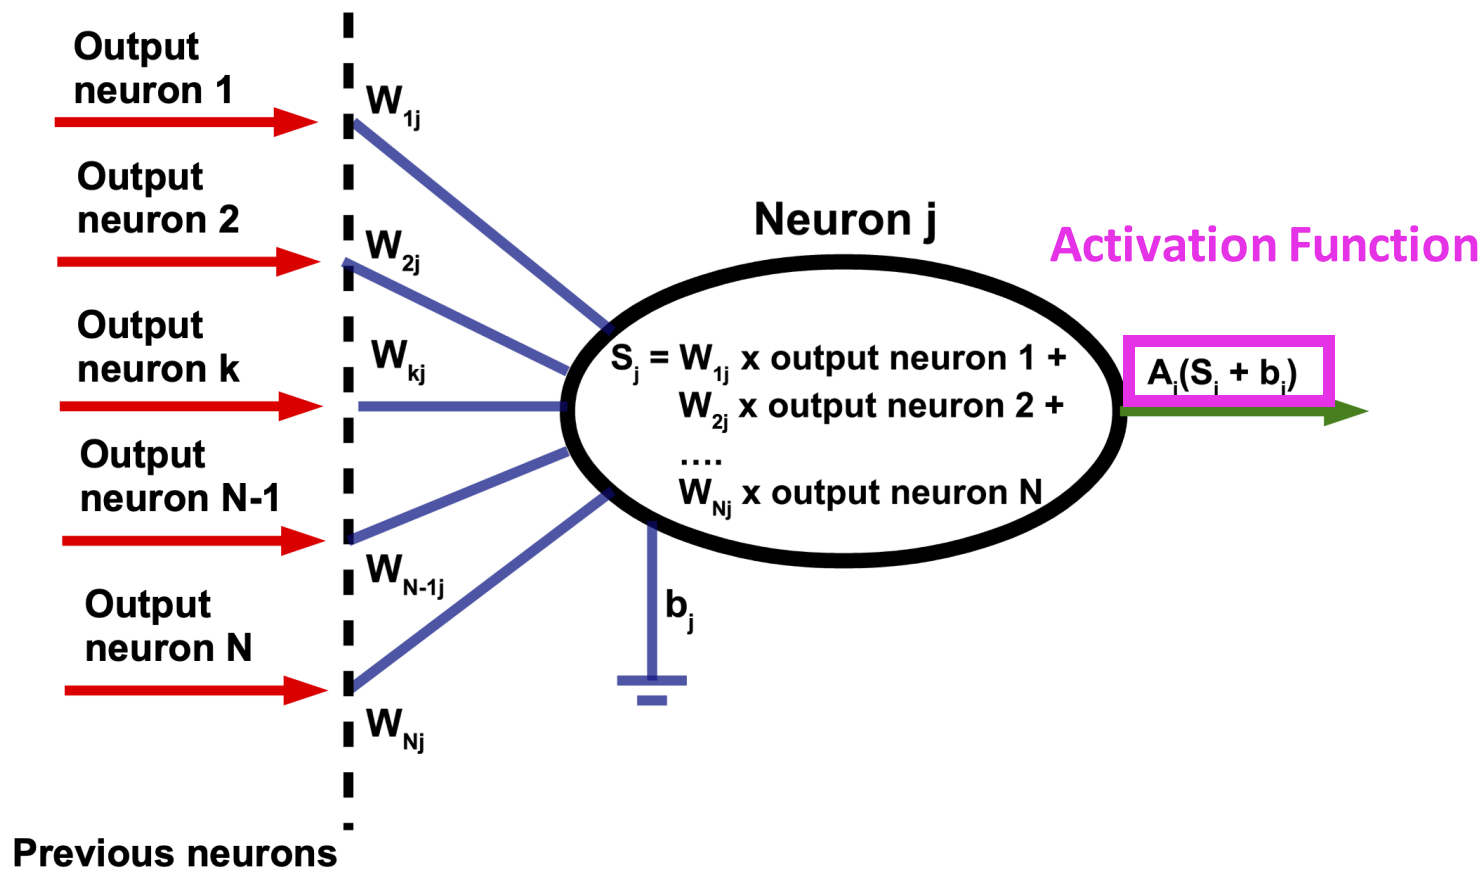 Output
neuron 1
W1j
Output
neuron 2
W2j
Output
neuron k
Wkj
Output
neuron N-1
WN-1j
Output
neuron N
WNj
Previous neurons
Neuron j
Sj = W1j x output neuron 1 +
W2j x output neuron 2 +
....
WNj x output neuron N
bj
Activation Function
Aj(Sj + bj)